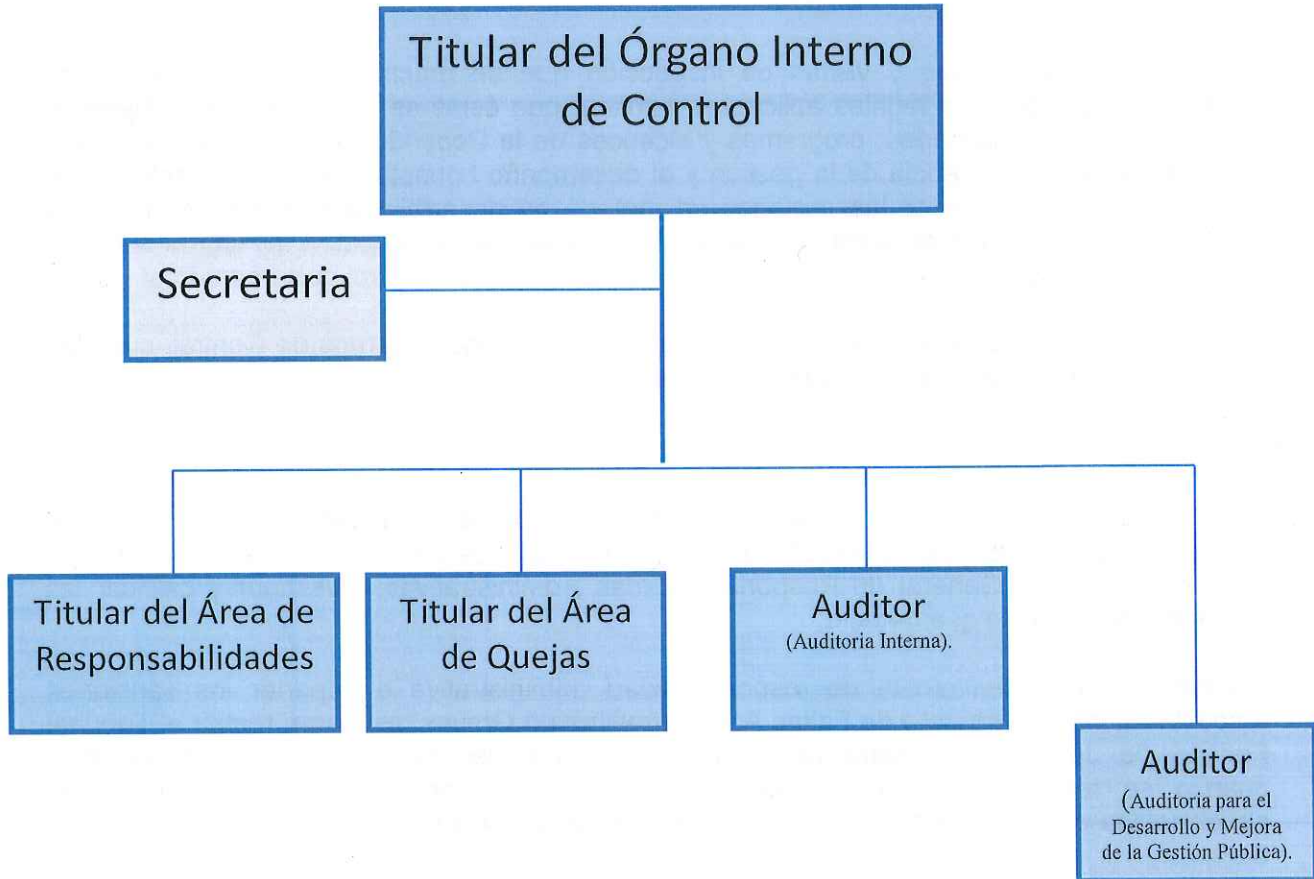 Titular del Órgano Interno
de Control
Secretaria
Titular del Área de
Responsabilidades
Titular del Área
de Quejas
Auditor
(Auditoria Interna).
Auditor
(Auditoria para el
Desarrollo y Mejora
de la Gestión Pública).